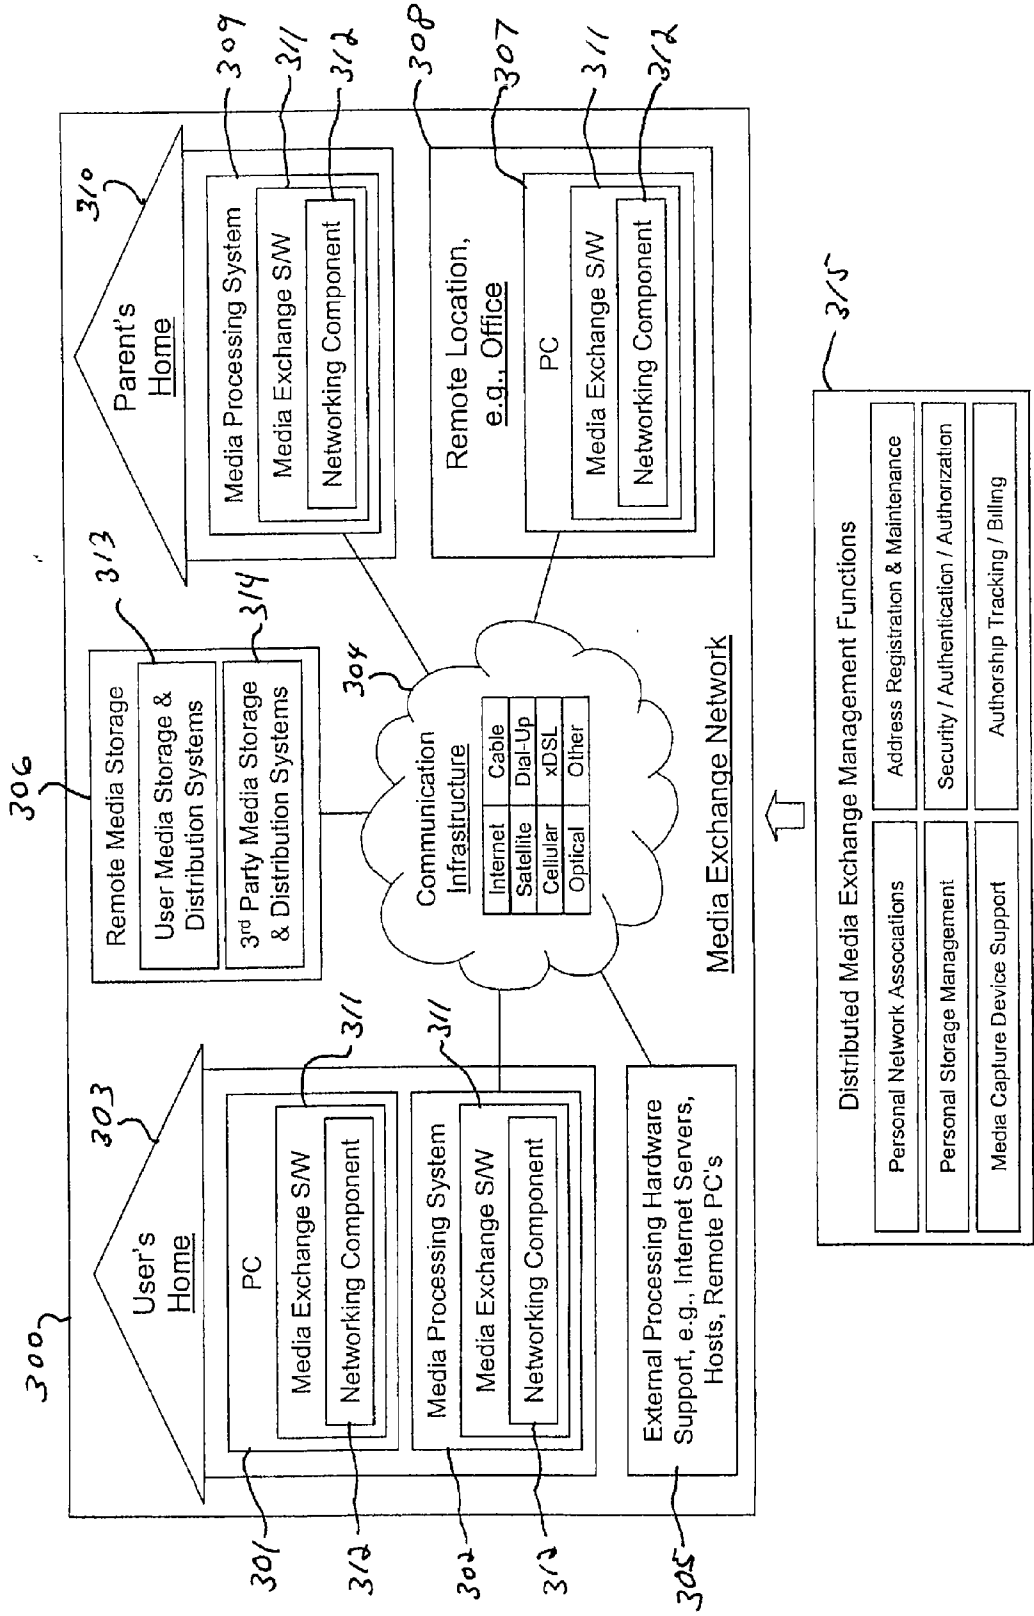 300
303
User's
Home
PC
Media Exchange S/W
Networking Component
311
301
312
Media Processing System
Media Exchange S/W
Networking Component
311
302
312
External Processing Hardware
Support, e.g., Internet Servers,
Hosts, Remote PC's
305
306
Remote Media Storage
User Media Storage &
Distribution Systems
313
3rd Party Media Storage
& Distribution Systems
314
304
Communication
Infrastructure
Internet Cable
Satellite Dial-Up
Cellular xDSL
Optical Other
Media Exchange Network
310
Parent's
Home
Media Processing System
Media Exchange S/W
Networking Component
309
311
312
308
Remote Location,
e.g., Office
PC
Media Exchange S/W
Networking Component
307
311
312
315
Distributed Media Exchange Management Functions
Personal Network Associations
Address Registration & Maintenance
Personal Storage Management
Security / Authentication / Authorization
Media Capture Device Support
Authorship Tracking / Billing